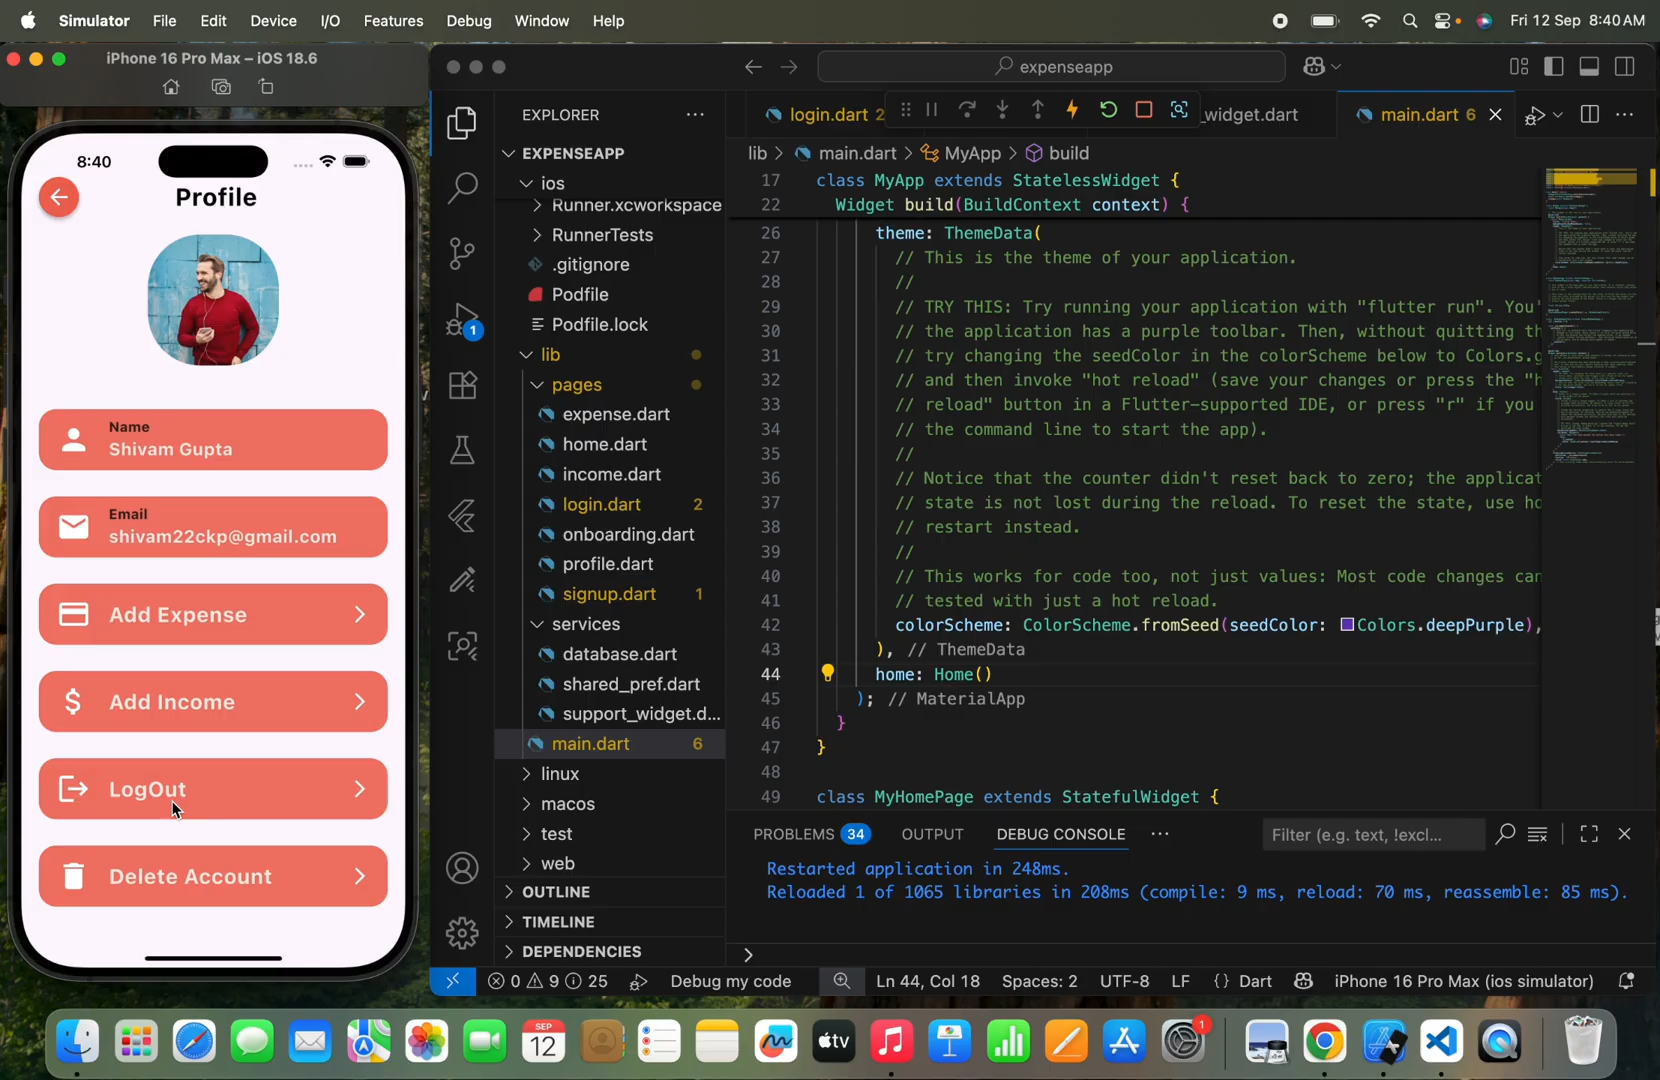 Simulator File Edit Device I/O Features Debug Window Help
Fri 12 Sep 8:40 AM
iPhone 16 Pro Max – iOS 18.6
8:40
Profile
Name
Shivam Gupta
Email
shivam22ckp@gmail.com
Add Expense
Add Income
LogOut
Delete Account
expenseapp
EXPLORER
EXPENSEAPP
ios
Runner.xcworkspace
RunnerTests
.gitignore
Podfile
Podfile.lock
lib
pages
expense.dart
home.dart
income.dart
login.dart 2
onboarding.dart
profile.dart
signup.dart 1
services
database.dart
shared_pref.dart
support_widget.d...
main.dart 6
linux
macos
test
web
OUTLINE
TIMELINE
DEPENDENCIES
1
login.dart 2
_widget.dart
main.dart 6
lib > main.dart > MyApp > build
17 class MyApp extends StatelessWidget {
22 Widget build(BuildContext context) {
26 theme: ThemeData(
27 // This is the theme of your application.
28 //
29 // TRY THIS: Try running your application with "flutter run". You'
30 // the application has a purple toolbar. Then, without quitting th
31 // try changing the seedColor in the colorScheme below to Colors.g
32 // and then invoke "hot reload" (save your changes or press the "h
33 // reload" button in a Flutter-supported IDE, or press "r" if you
34 // the command line to start the app).
35 //
36 // Notice that the counter didn't reset back to zero; the applicat
37 // state is not lost during the reload. To reset the state, use ho
38 // restart instead.
39 //
40 // This works for code too, not just values: Most code changes can
41 // tested with just a hot reload.
42 colorScheme: ColorScheme.fromSeed(seedColor: Colors.deepPurple),
43 ), // ThemeData
44 home: Home()
45 ); // MaterialApp
46 }
47 }
48
49 class MyHomePage extends StatefulWidget {
PROBLEMS 34 OUTPUT DEBUG CONSOLE
Filter (e.g. text, !excl...
Restarted application in 248ms.
Reloaded 1 of 1065 libraries in 208ms (compile: 9 ms, reload: 70 ms, reassemble: 85 ms).
0 9 25 Debug my code Ln 44, Col 18 Spaces: 2 UTF-8 LF {} Dart iPhone 16 Pro Max (ios simulator)
SEP
12
tv
1